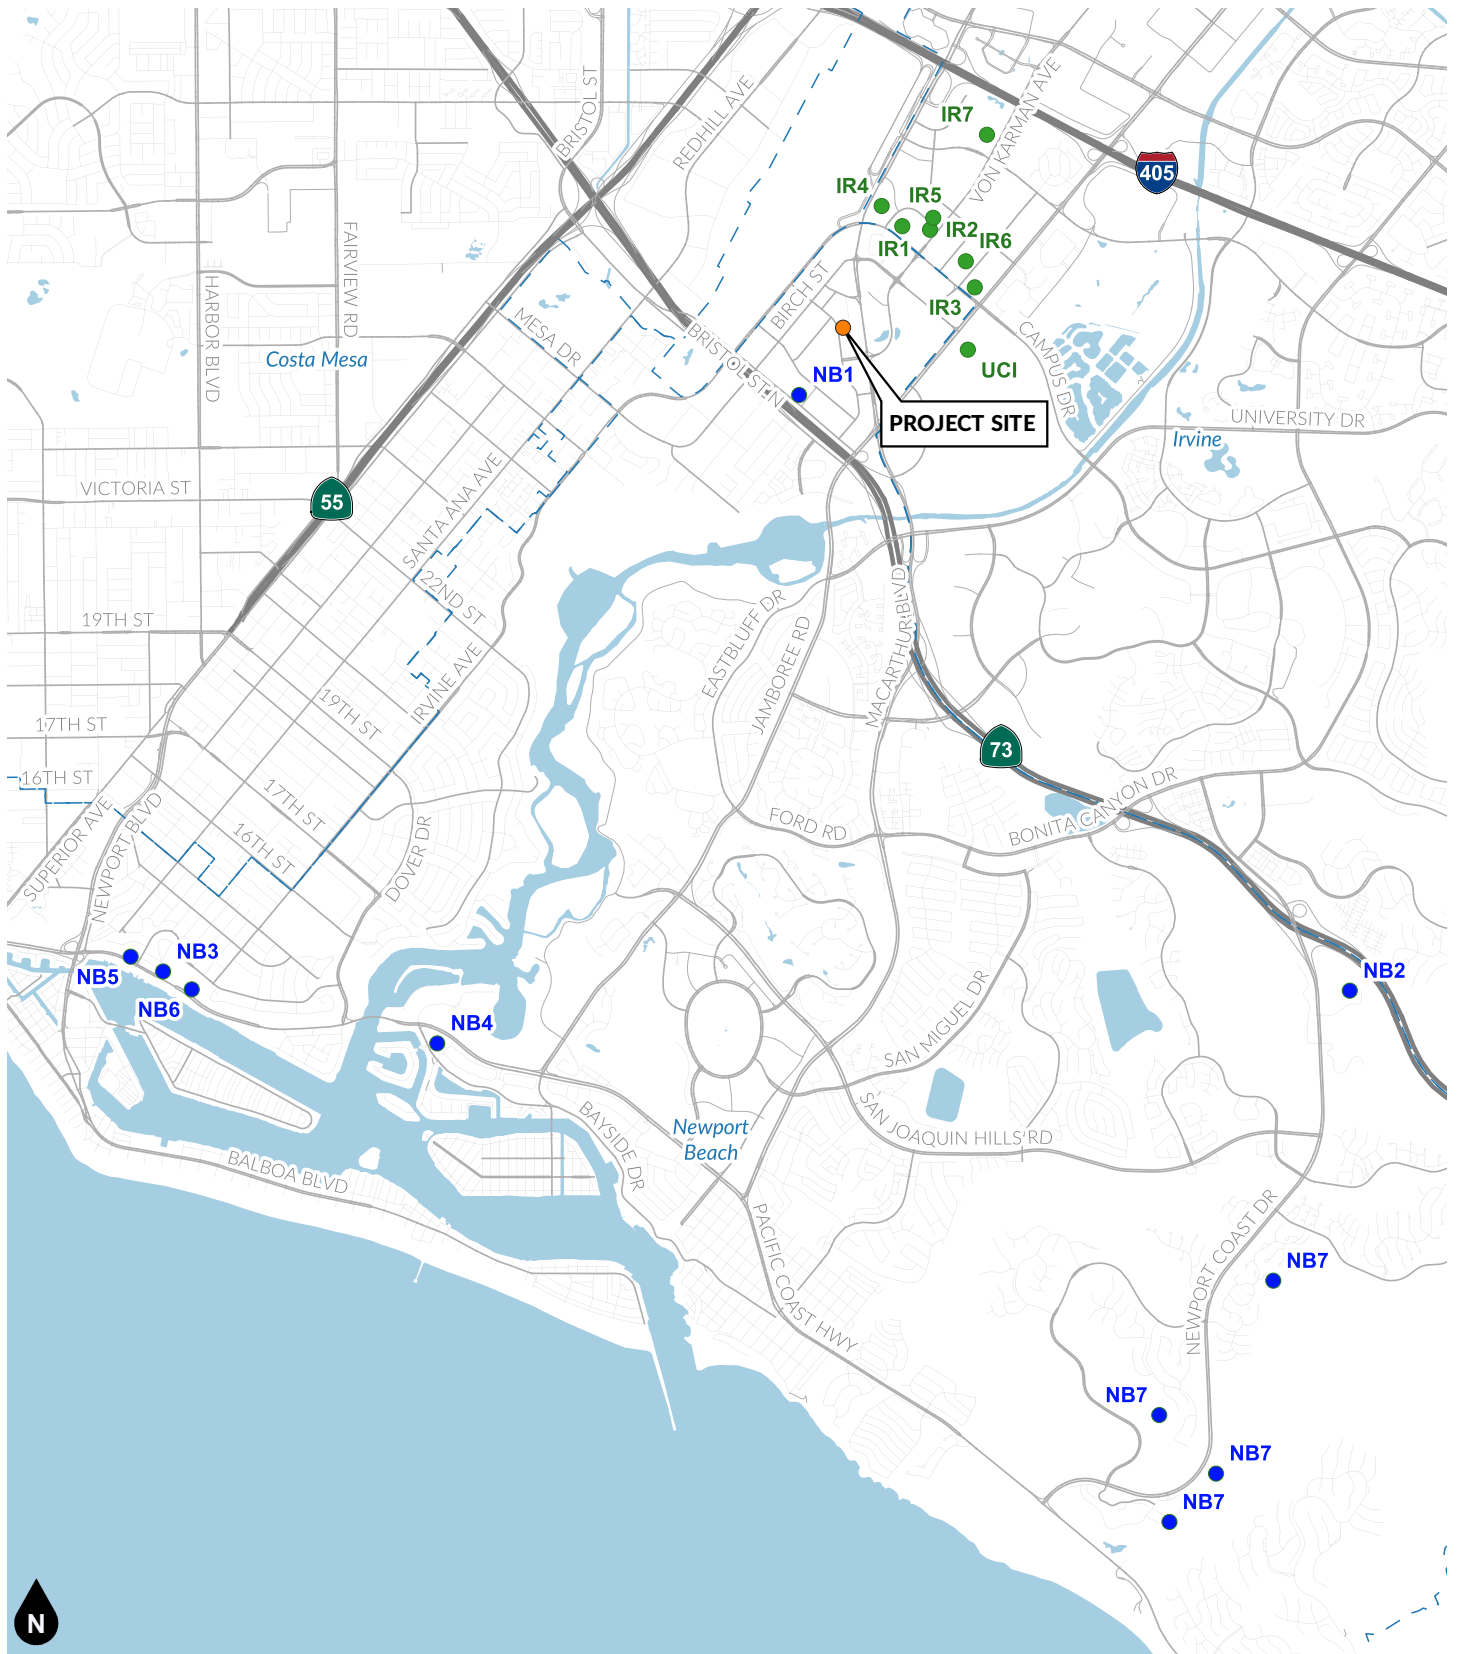 BRISTOL ST
REDHILL AVE
VON KARMAN AVE
IR7
405
IR4
IR5
IR2
IR1
IR6
IR3
FAIRVIEW RD
HARBOR BLVD
BIRCH ST
MESA DR
Costa Mesa
BRISTOL ST N
CAMPUS DR
UCI
NB1
PROJECT SITE
UNIVERSITY DR
Irvine
VICTORIA ST
55
SANTA ANA AVE
S 22ND ST
19TH ST
EASTBLUFF DR
JAMBOREE RD
MACARTHUR BLVD
IRVINE AVE
19TH ST
17TH ST
73
16TH ST
17TH ST
BONITA CANYON DR
FORD RD
SUPERIOR AVE
NEWPORT BLVD
16TH ST
DOVER DR
NB3
NB5
NB6
NB4
NB2
SAN MIGUEL DR
BAYSIDE DR
Newport
Beach
SAN JOAQUIN HILLS RD
BALBOA BLVD
PACIFIC COAST HWY
NEWPORT COAST DR
NB7
NB7
NB7
NB7
N